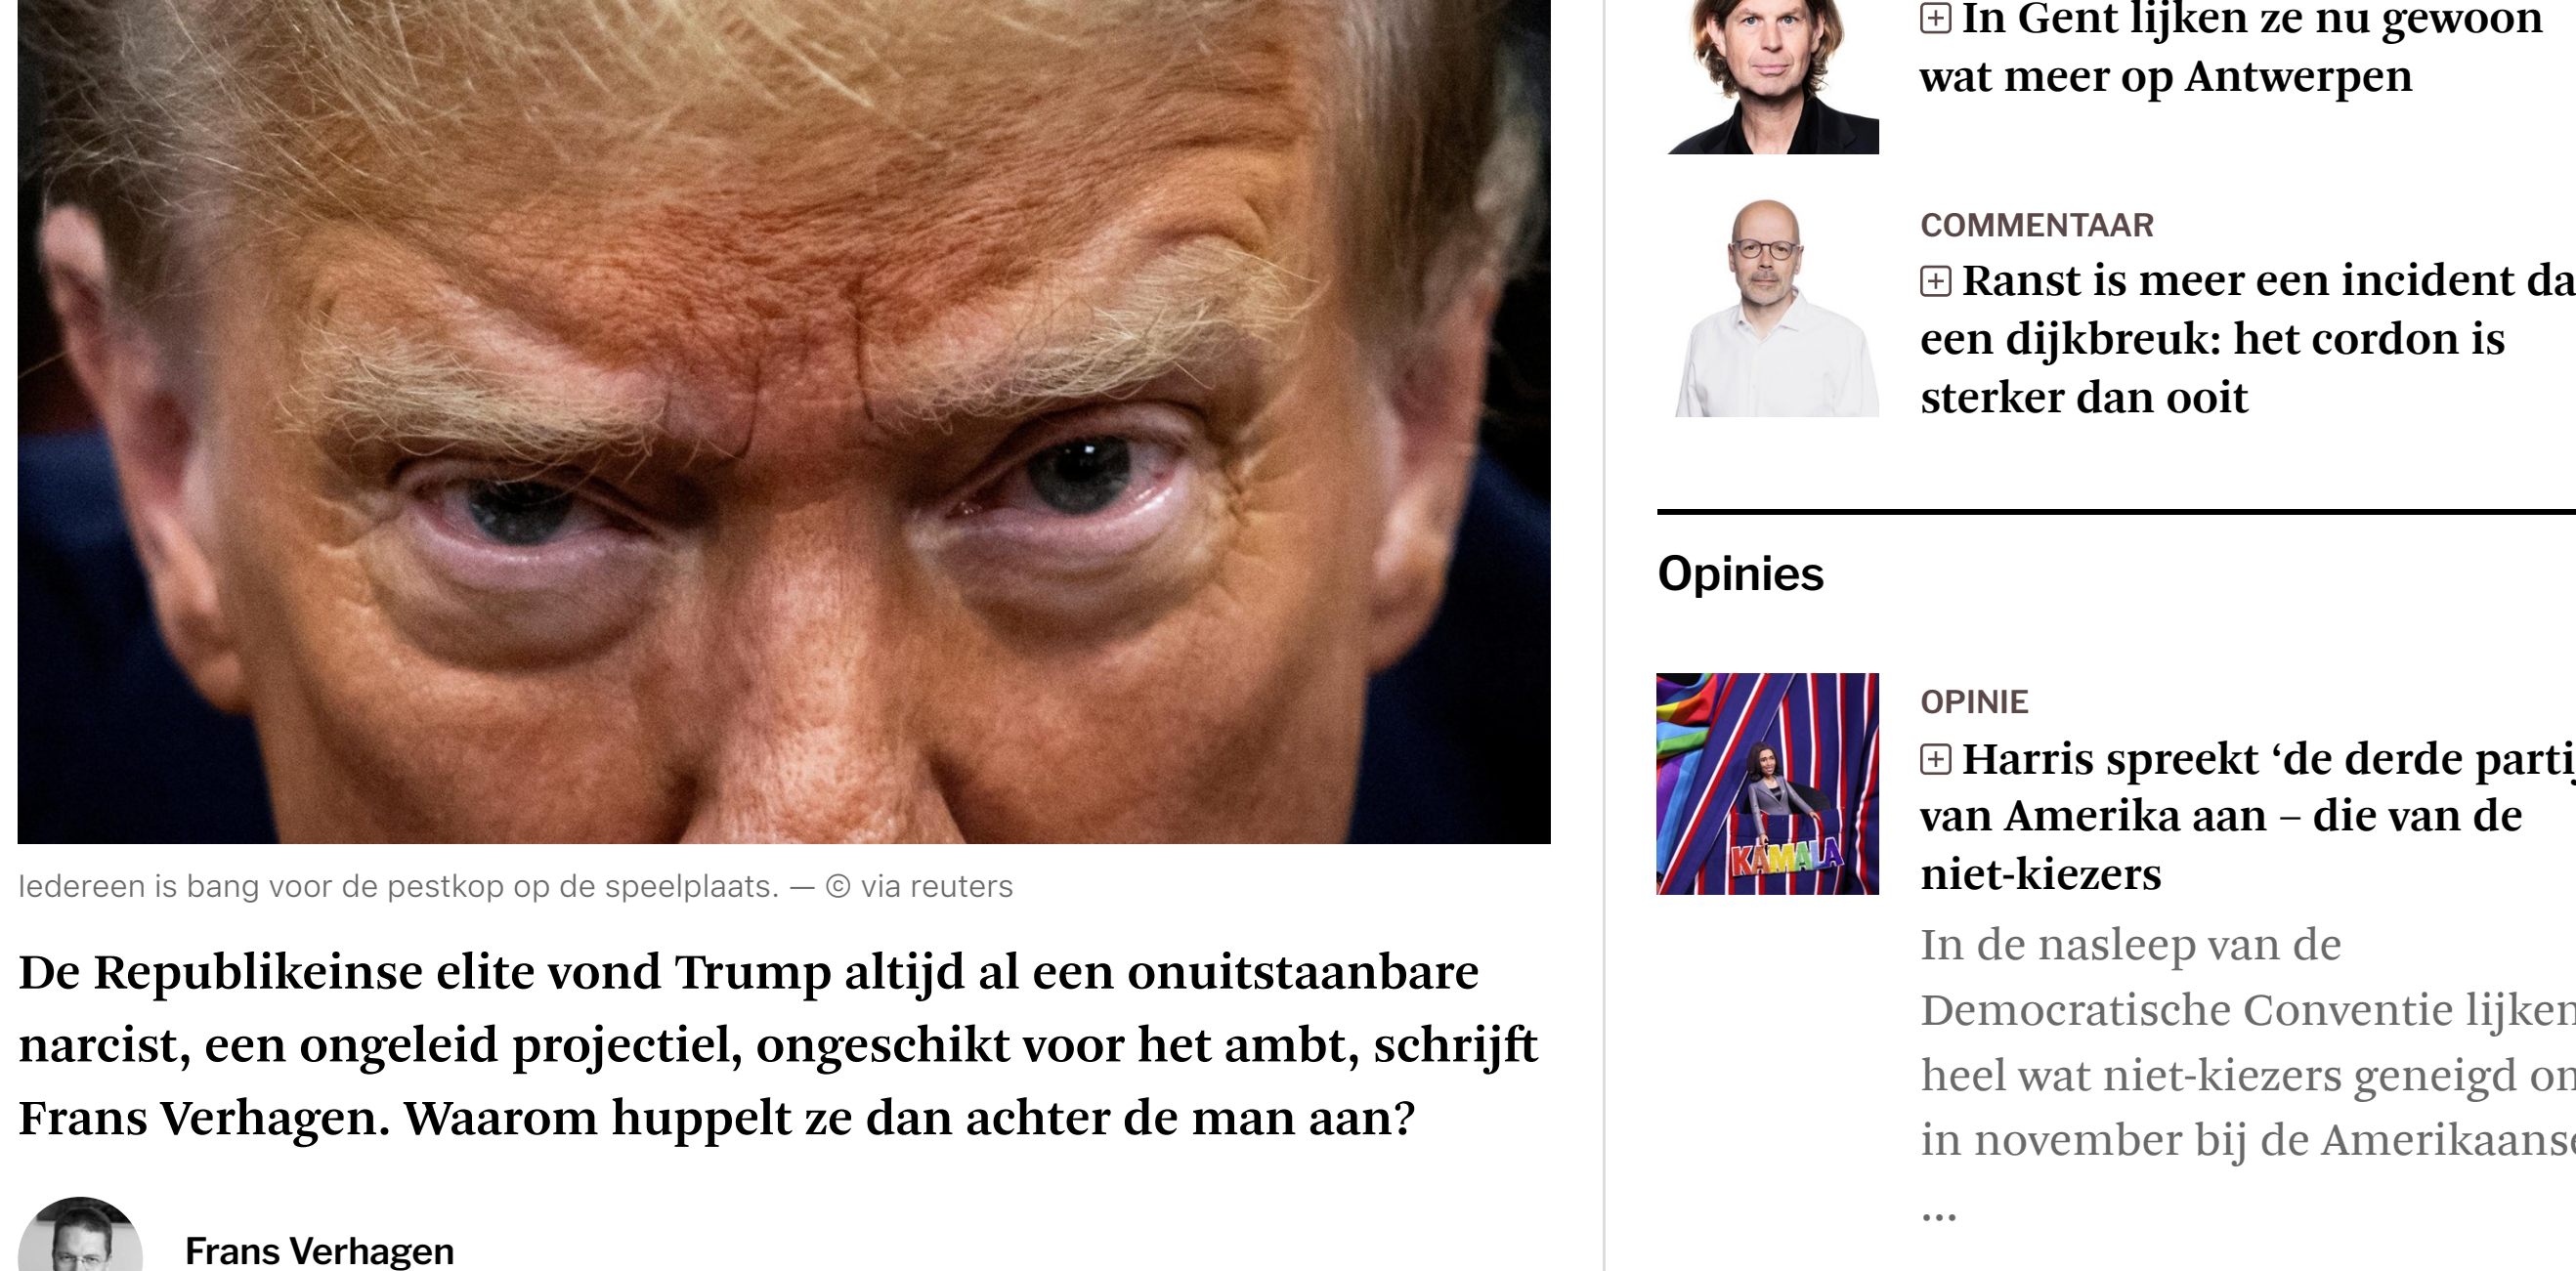 Iedereen is bang voor de pestkop op de speelplaats. — © via reuters
De Republikeinse elite vond Trump altijd al een onuitstaanbare
narcist, een ongeleid projectiel, ongeschikt voor het ambt, schrijft
Frans Verhagen. Waarom huppelt ze dan achter de man aan?
Frans Verhagen
In Gent lijken ze nu gewoon
wat meer op Antwerpen
COMMENTAAR
Ranst is meer een incident da
een dijkbreuk: het cordon is
sterker dan ooit
Opinies
KAMALA
OPINIE
Harris spreekt ‘de derde partij
van Amerika aan – die van de
niet-kiezers
In de nasleep van de
Democratische Conventie lijken
heel wat niet-kiezers geneigd om
in november bij de Amerikaanse
...